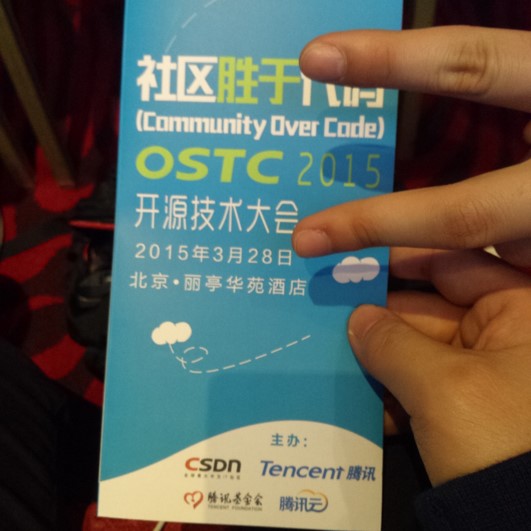 社区胜于代码
(Community Over Code)
OSTC 2015
开源技术大会
2015年3月28日
北京·丽亭华苑酒店
主办：
CSDN
Tencent 腾讯
腾讯基金会
TENCENT FOUNDATION
腾讯云